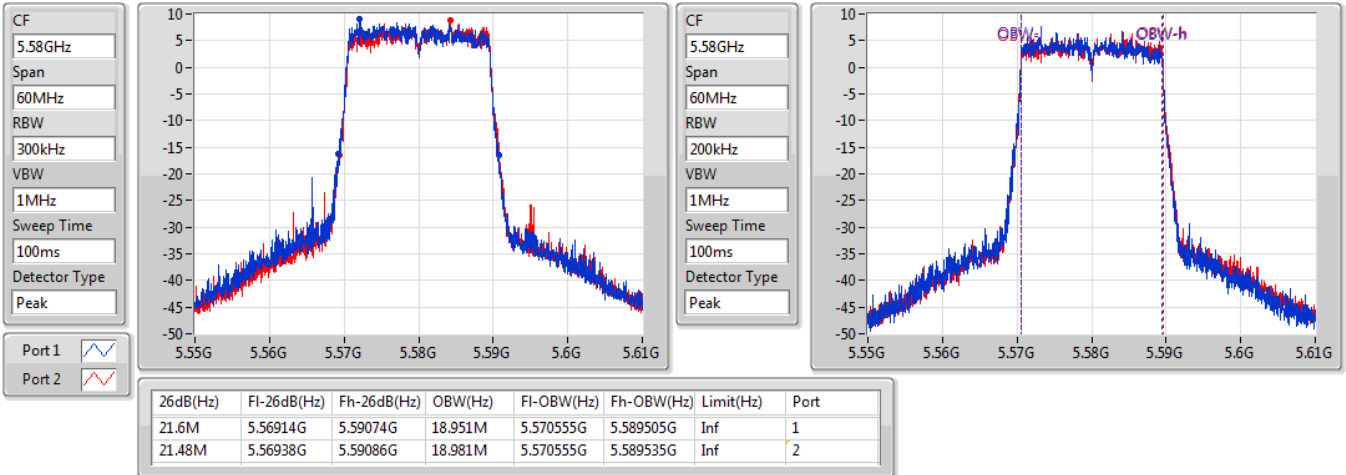 CF
5.58GHz
Span
60MHz
RBW
300kHz
VBW
1MHz
Sweep Time
100ms
Detector Type
Peak
Port 1
Port 2
10-
5-
0-
-5-
-10-
-15-
-20-
-25-
-30-
-35-
-40-
-45-
-50-
5.55G 5.56G 5.57G 5.58G 5.59G 5.6G 5.61G
CF
5.58GHz
Span
60MHz
RBW
200kHz
VBW
1MHz
Sweep Time
100ms
Detector Type
Peak
10-
5-
0-
-5-
-10-
-15-
-20-
-25-
-30-
-35-
-40-
-45-
-50-
OBW-l OBW-h
5.55G 5.56G 5.57G 5.58G 5.59G 5.6G 5.61G
26dB(Hz) Fl-26dB(Hz) Fh-26dB(Hz) OBW(Hz) Fl-OBW(Hz) Fh-OBW(Hz) Limit(Hz) Port
21.6M 5.56914G 5.59074G 18.951M 5.570555G 5.589505G Inf 1
21.48M 5.56938G 5.59086G 18.981M 5.570555G 5.589535G Inf 2